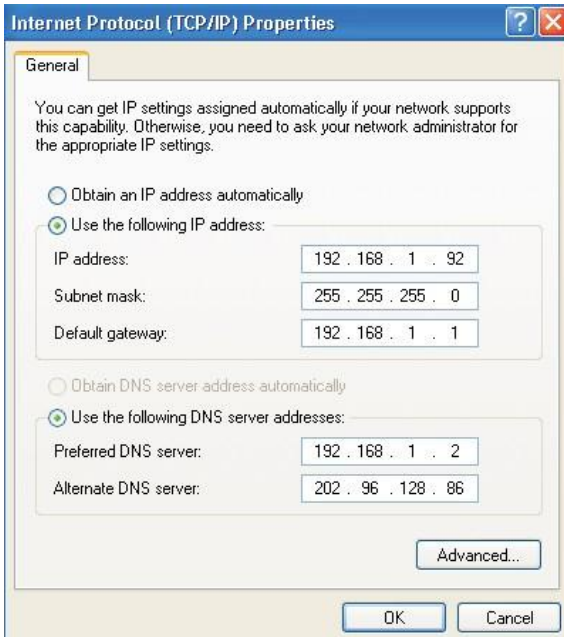 Internet Protocol (TCP/IP) Properties
General
You can get IP settings assigned automatically if your network supports
this capability. Otherwise, you need to ask your network administrator for
the appropriate IP settings.
Obtain an IP address automatically
Use the following IP address:
IP address: 192 . 168 . 1 . 92
Subnet mask: 255 . 255 . 255 . 0
Default gateway: 192 . 168 . 1 . 1
Obtain DNS server address automatically
Use the following DNS server addresses:
Preferred DNS server: 192 . 168 . 1 . 2
Alternate DNS server: 202 . 96 . 128 . 86
Advanced...
OK Cancel